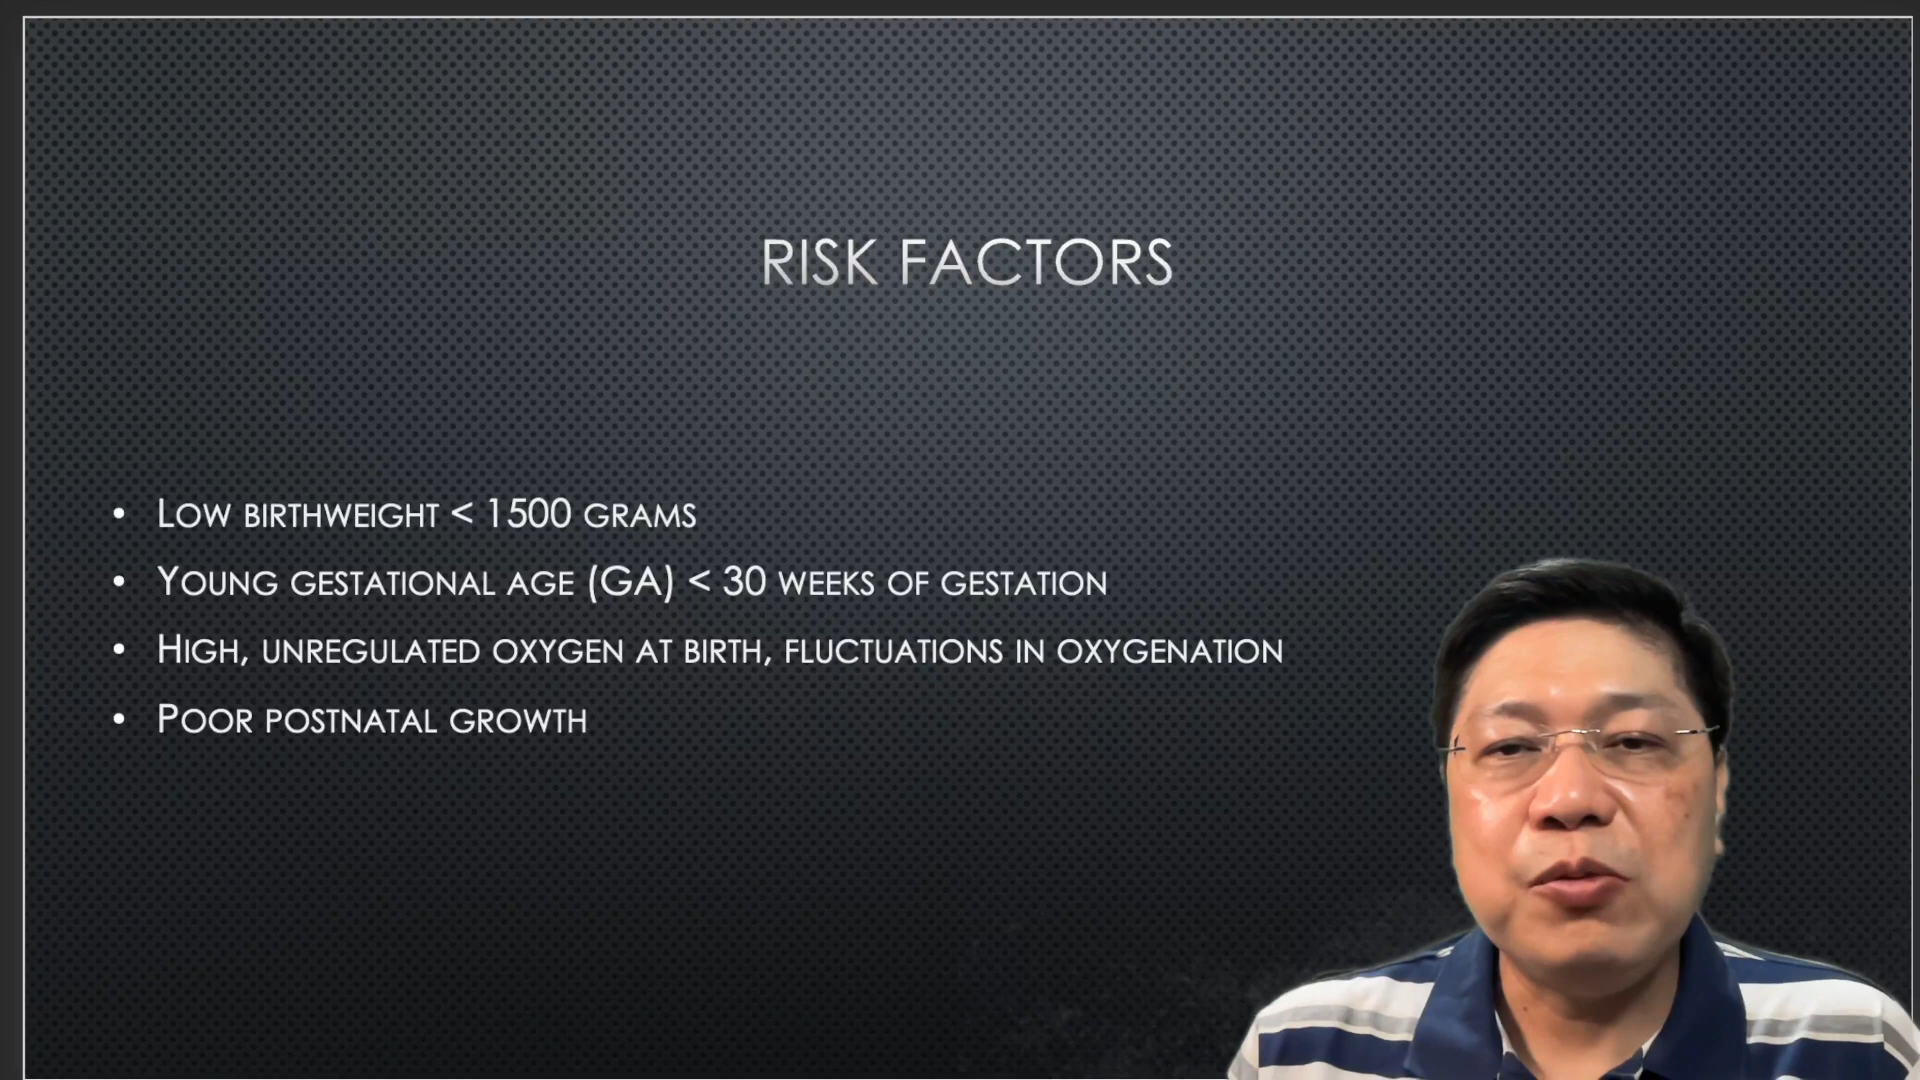 RISK FACTORS
• LOW BIRTHWEIGHT < 1500 GRAMS
• YOUNG GESTATIONAL AGE (GA) < 30 WEEKS OF GESTATION
• HIGH, UNREGULATED OXYGEN AT BIRTH, FLUCTUATIONS IN OXYGENATION
• POOR POSTNATAL GROWTH